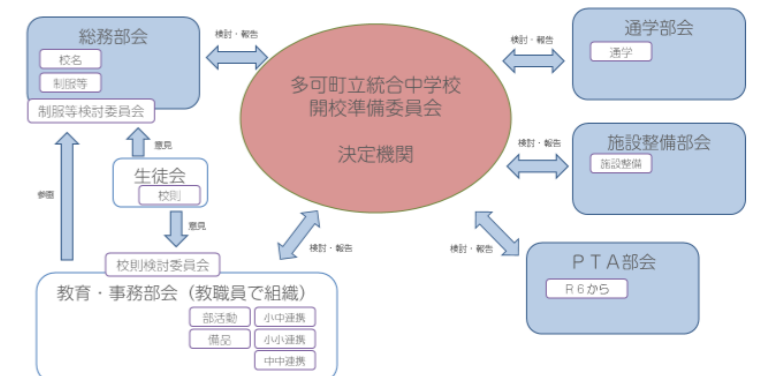 総務部会
校名
制服等
制服等検討委員会
検討・報告
多可町立統合中学校
開校準備委員会
決定機関
検討・報告
通学部会
通学
検討・報告
施設整備部会
施設整備
参画
意見
生徒会
校則
意見
校則検討委員会
検討・報告
検討・報告
PTA部会
R6から
教育・事務部会（教職員で組織）
部活動
小中連携
備品
小小連携
中中連携